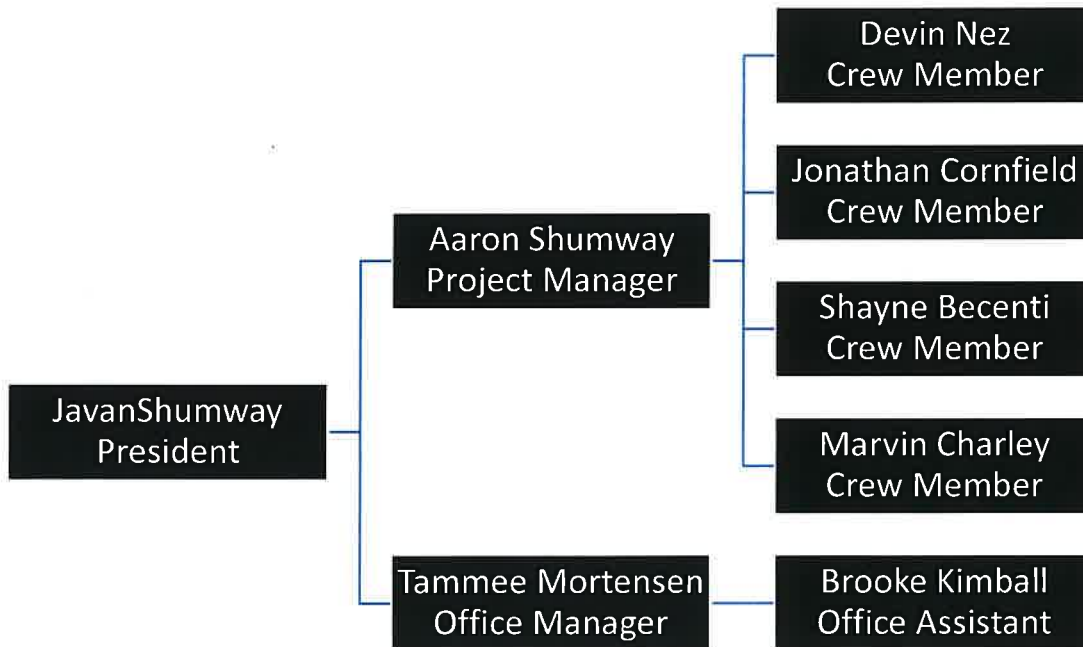 Devin Nez
Crew Member
Jonathan Cornfield
Crew Member
Aaron Shumway
Project Manager
Shayne Becenti
Crew Member
JavanShumway
President
Marvin Charley
Crew Member
Tammee Mortensen
Office Manager
Brooke Kimball
Office Assistant